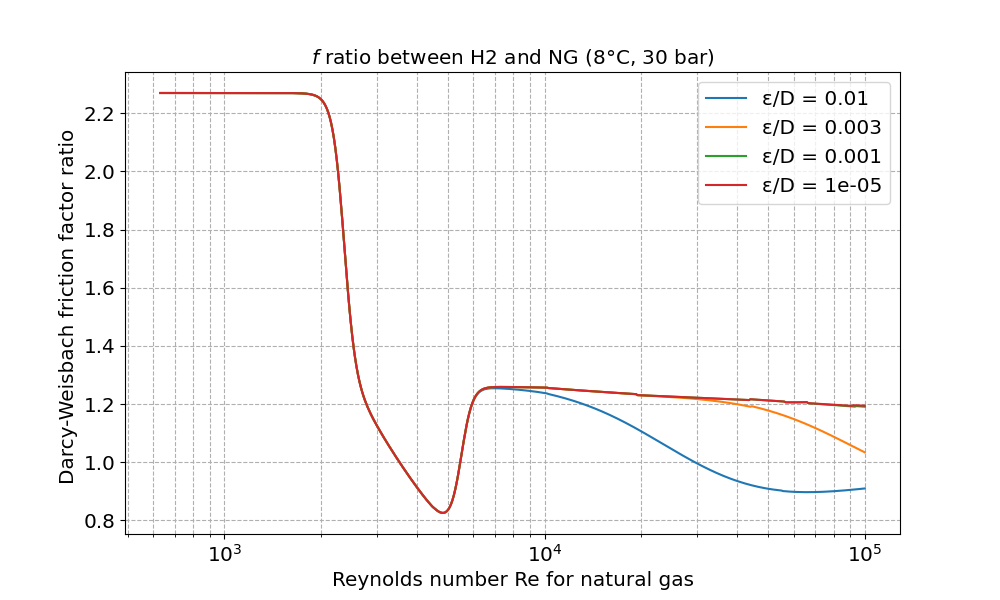 f ratio between H2 and NG (8°C, 30 bar)
Darcy-Weisbach friction factor ratio
2.2
2.0
1.8
1.6
1.4
1.2
1.0
0.8
ε/D = 0.01
ε/D = 0.003
ε/D = 0.001
ε/D = 1e-05
10³ 10⁴ 10⁵
Reynolds number Re for natural gas